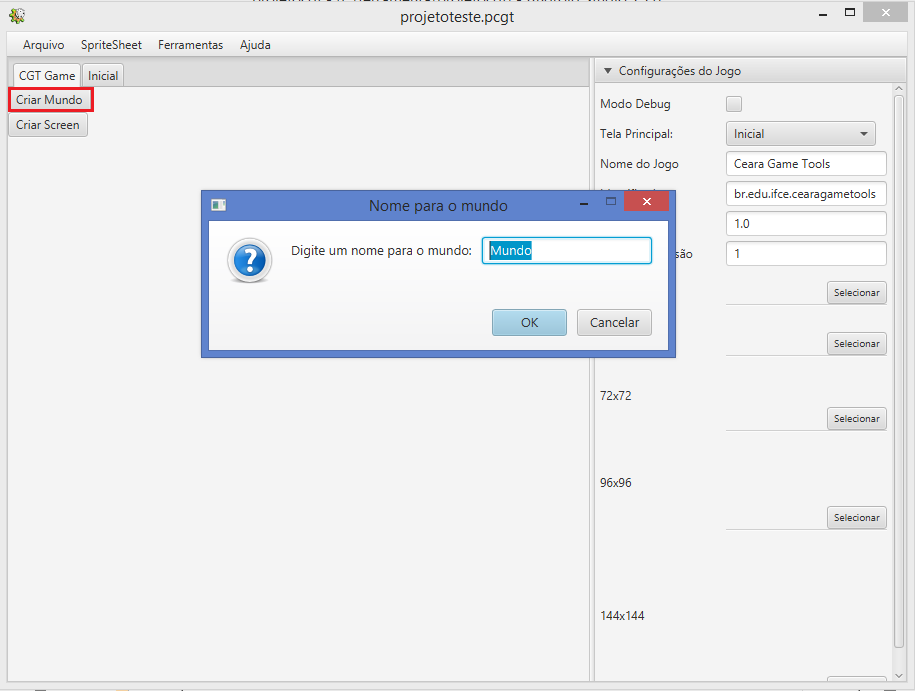 projetoteste.pcgt
Arquivo SpriteSheet Ferramentas Ajuda
CGT Game Inicial
Criar Mundo
Criar Screen
Configurações do Jogo
Modo Debug
Tela Principal: Inicial
Nome do Jogo Ceara Game Tools
br.edu.ifce.cearagametools
1.0
são 1
Selecionar
Selecionar
72x72
Selecionar
96x96
Selecionar
144x144
Nome para o mundo
Digite um nome para o mundo: Mundo
OK Cancelar